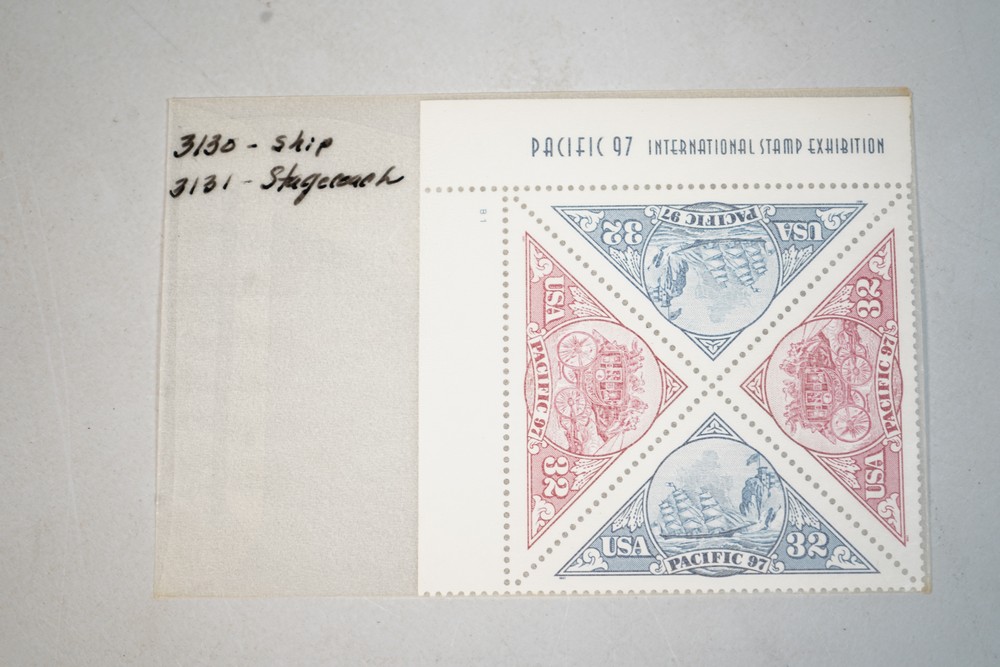 3130 - Ship
3131 - Stagecoach
PACIFIC 97 INTERNATIONAL STAMP EXHIBITION
32 PACIFIC 97 USA
USA PACIFIC 97 32
32 PACIFIC 97 USA
USA PACIFIC 97 32